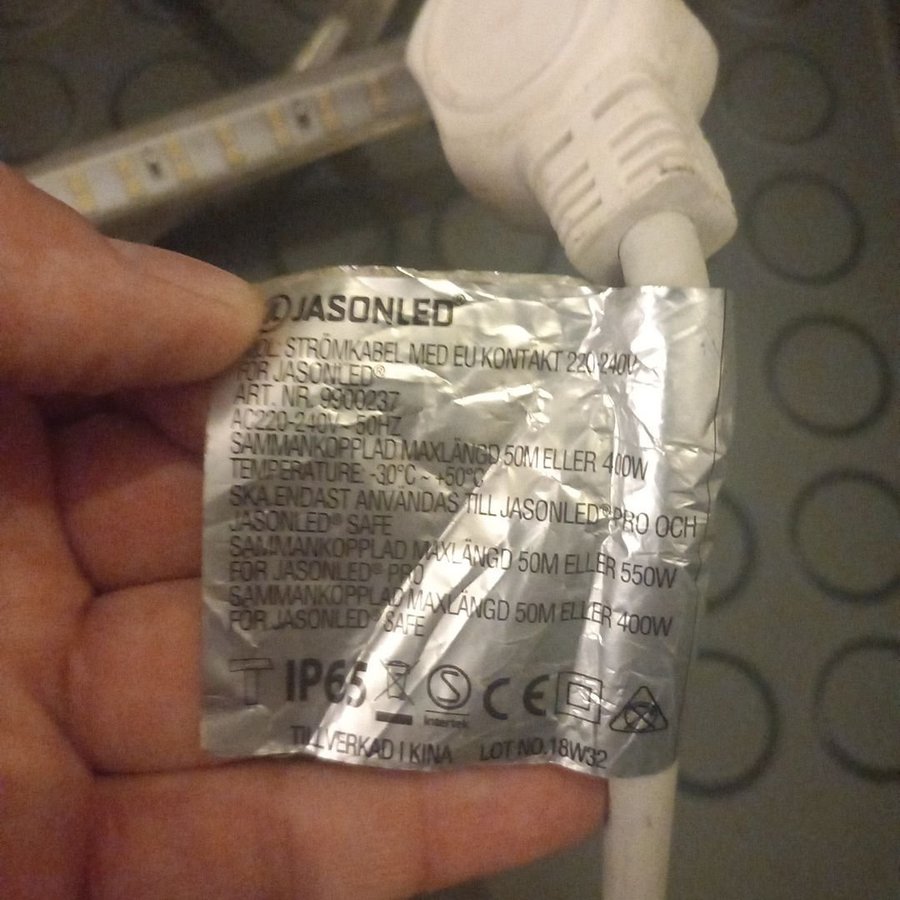 JASONLED®
STRÖMKABEL MED EU KONTAKT 220-240V
FÖR JASONLED®
ART. NR. 9900237
AC220-240V~ 50HZ
SAMMANKOPPLAD MAXLÄNGD 50M ELLER 400W
TEMPERATURE: -30°C ~ +50°C
SKA ENDAST ANVÄNDAS TILL JASONLED® PRO OCH
JASONLED® SAFE
SAMMANKOPPLAD MAXLÄNGD 50M ELLER 550W
FÖR JASONLED® PRO
SAMMANKOPPLAD MAXLÄNGD 50M ELLER 400W
FÖR JASONLED® SAFE
IP65 S Intertek CE
TILLVERKAD I KINA LOT NO.18W32